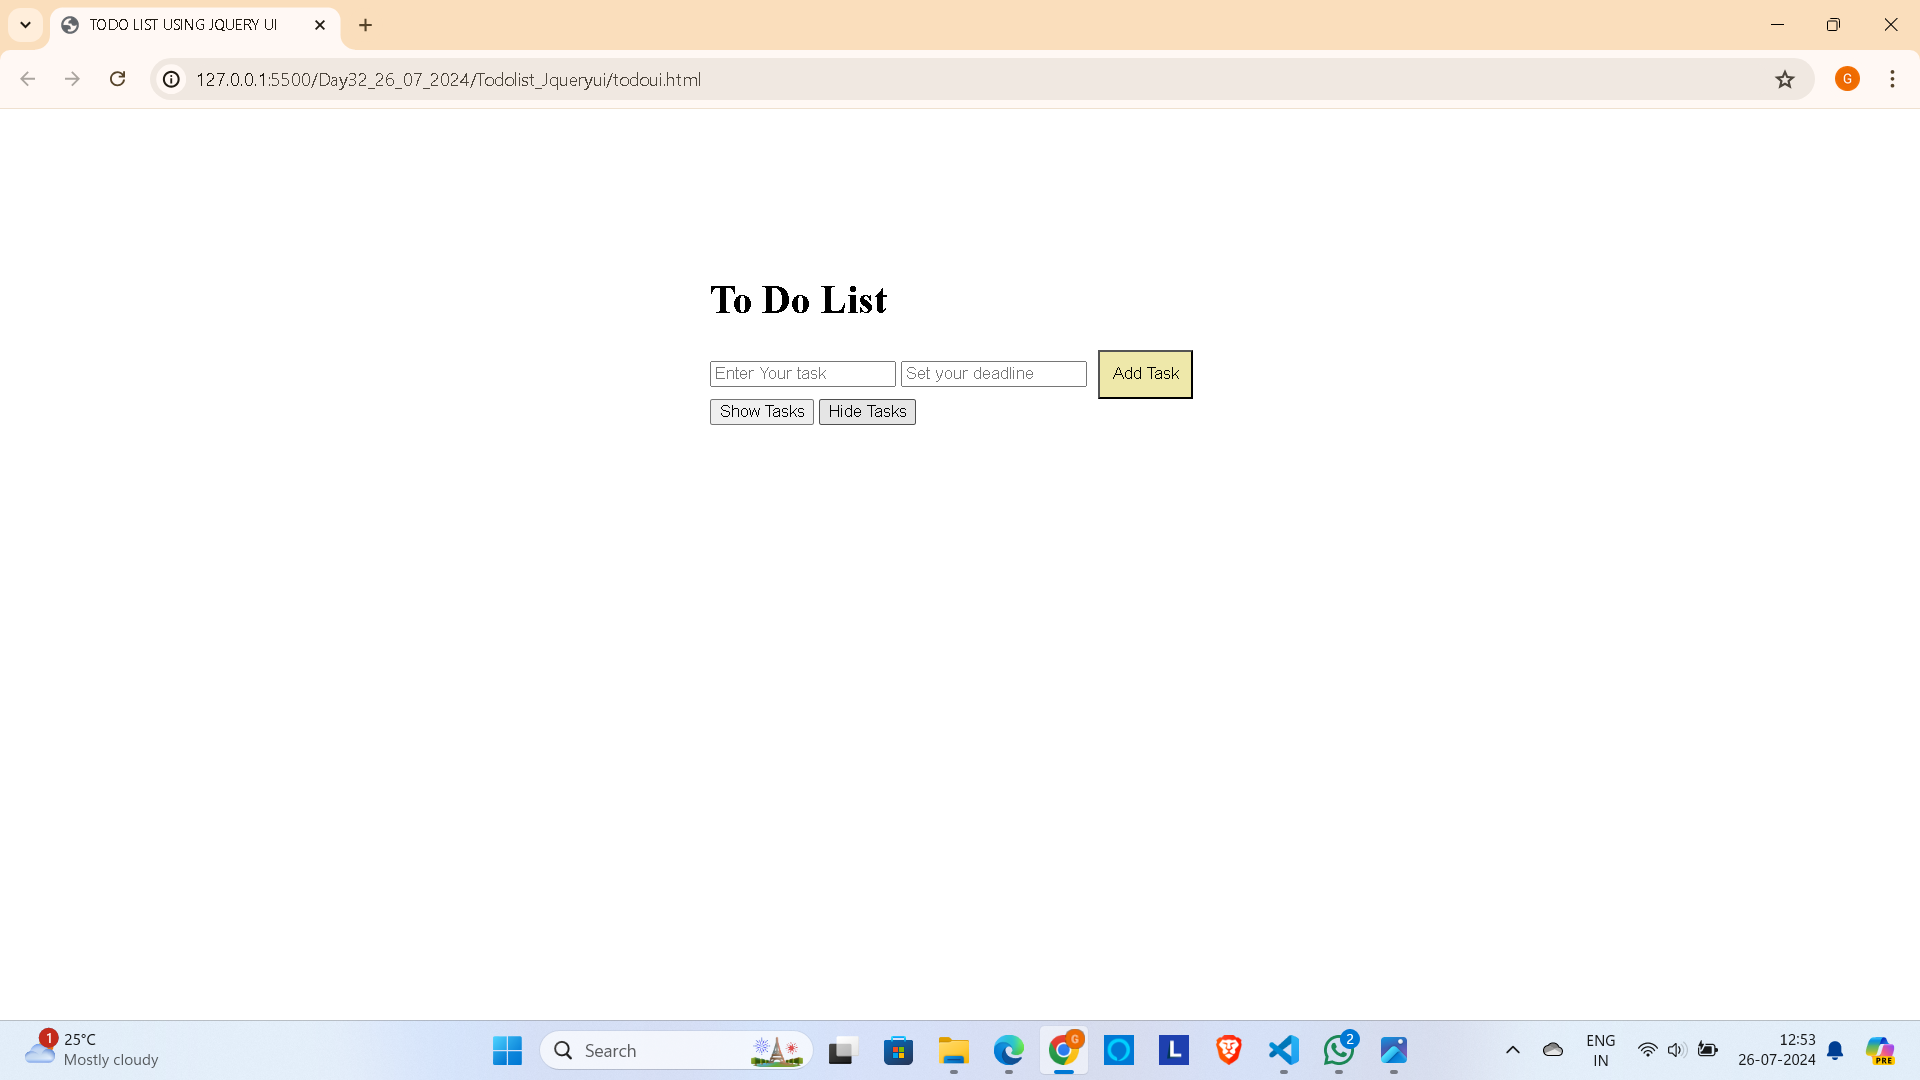 TODO LIST USING JQUERY UI
127.0.0.1:5500/Day32_26_07_2024/Todolist_Jqueryui/todoui.html
G
To Do List
Enter Your task Set your deadline Add Task
Show Tasks Hide Tasks
1 25°C
Mostly cloudy
Search
G
L
2
ENG
IN
12:53
26-07-2024
PRE